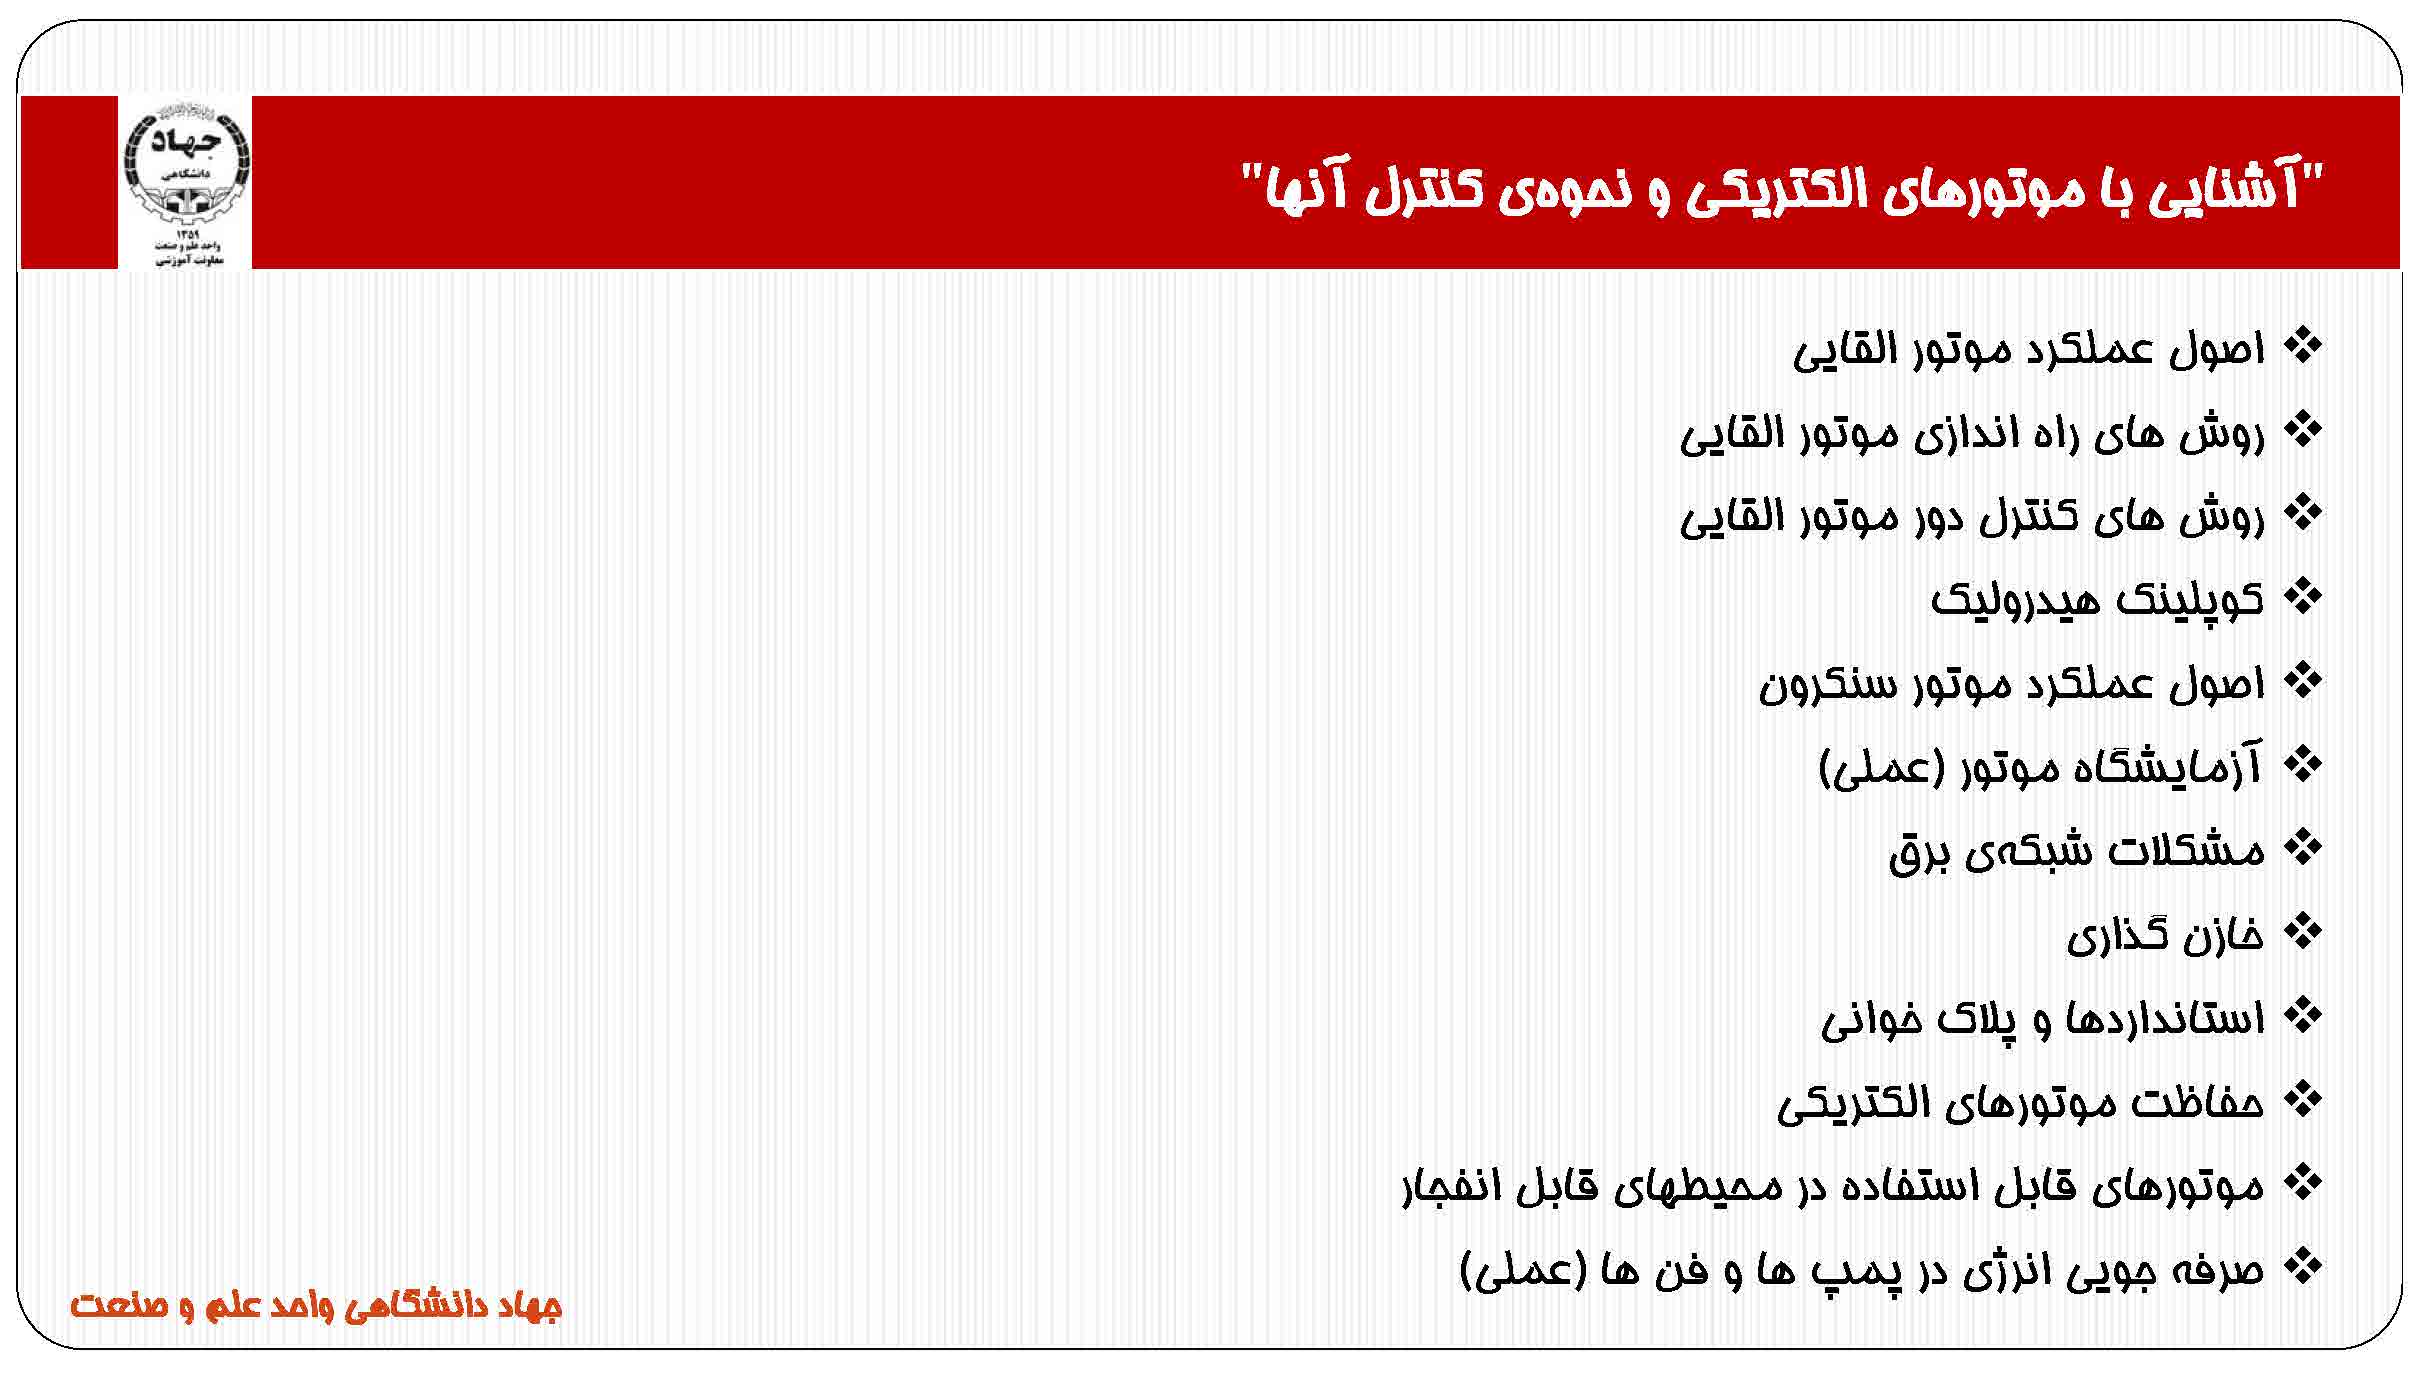 "آشنایی با موتورهای الکتریکی و نحوه‌ی کنترل آنها"
جهاد
دانشگاهی
۱۳۵۹
واحد علم و صنعت
معاونت آموزشی
اصول عملکرد موتور القایی
روش های راه اندازی موتور القایی
روش های کنترل دور موتور القایی
کوپلینک هیدرولیک
اصول عملکرد موتور سنکرون
آزمایشگاه موتور (عملی)
مشکلات شبکه‌ی برق
خازن گذاری
استانداردها و پلاک خوانی
حفاظت موتورهای الکتریکی
موتورهای قابل استفاده در محیطهای قابل انفجار
صرفه جویی انرژی در پمپ ها و فن ها (عملی)
جهاد دانشگاهی واحد علم و صنعت